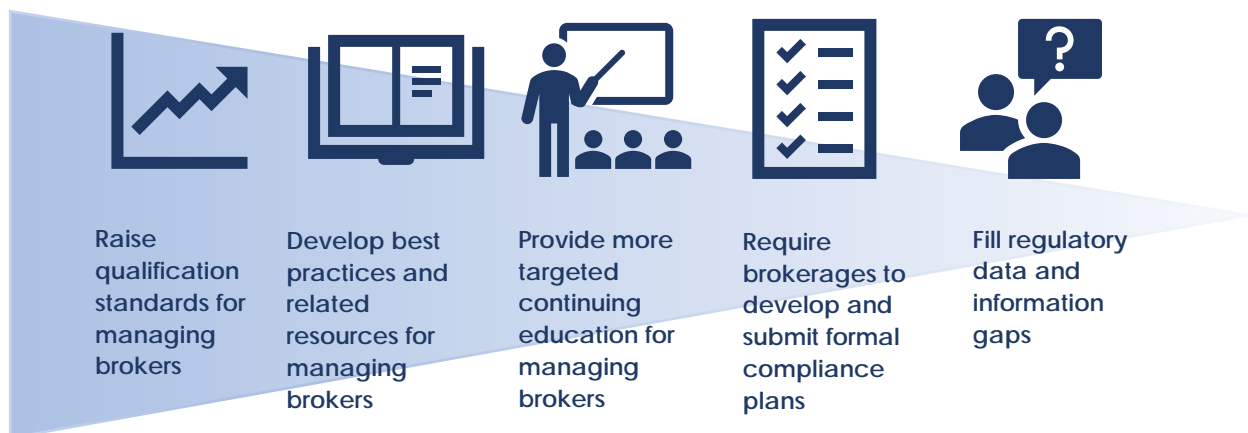 ?
Raise
qualification
standards for
managing
brokers
Develop best
practices and
related
resources for
managing
brokers
Provide more
targeted
continuing
education for
managing
brokers
Require
brokerages to
develop and
submit formal
compliance
plans
Fill regulatory
data and
information
gaps